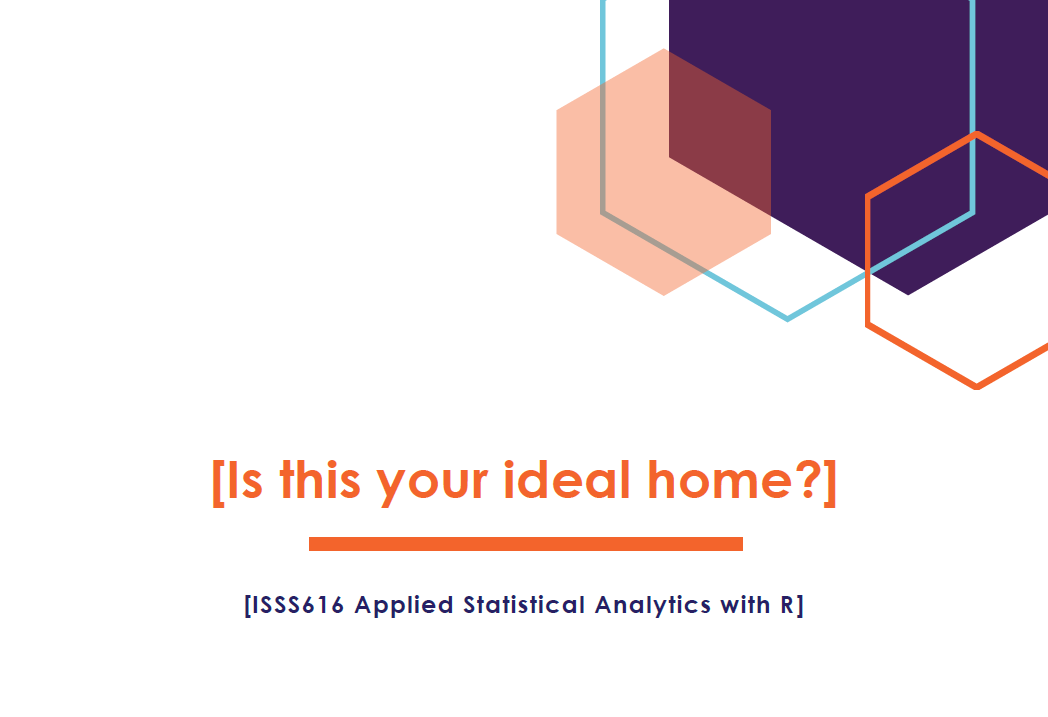 [Is this your ideal home?]
[ISSS616 Applied Statistical Analytics with R]